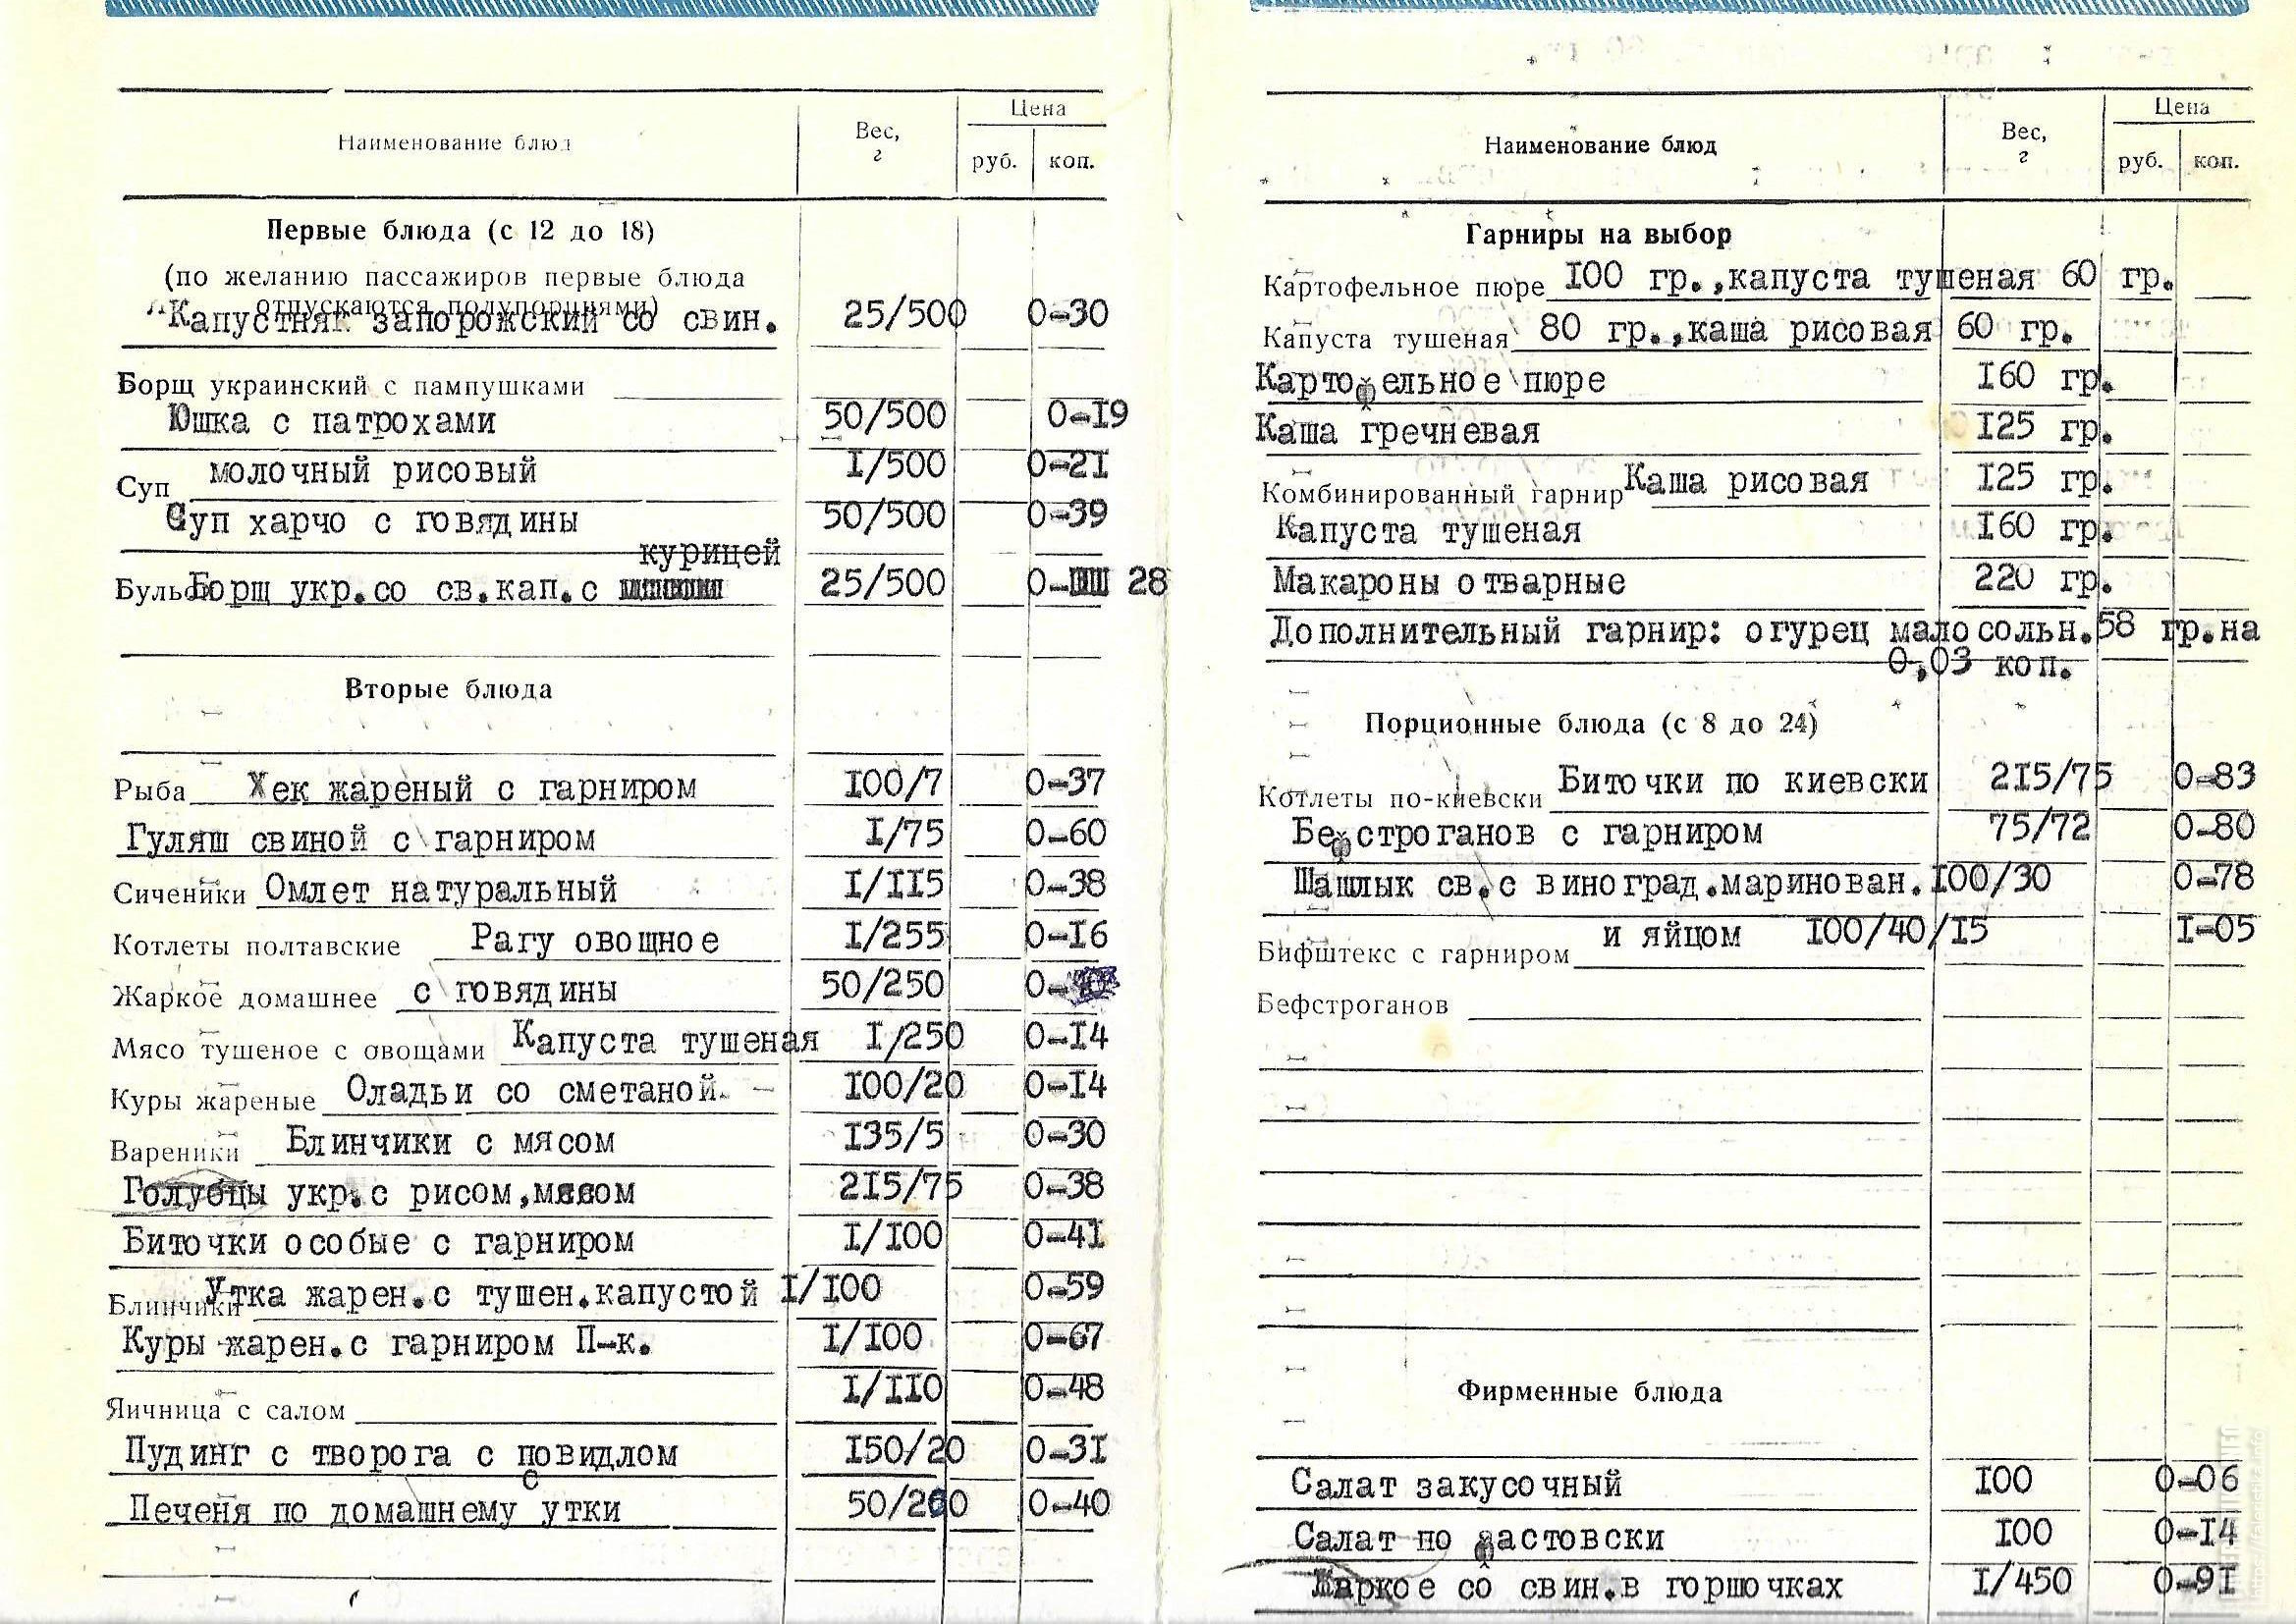 Наименование блюд Вес, г Цена
руб. коп.
Первые блюда (с 12 до 18)
(по желанию пассажиров первые блюда
отпускаются полупорциями)
Капустняк запорожский со свин. 25/500 0-30
Борщ украинский с пампушками
Юшка с патрохами 50/500 0-19
Суп молочный рисовый 1/500 0-21
Суп харчо с говядины 50/500 0-39
курицей
Борщ укр.со св.кап.с 25/500 0- 28
Вторые блюда
Рыба Хек жареный с гарниром 100/7 0-37
Гуляш свиной с гарниром 1/75 0-60
Сиченики Омлет натуральный 1/115 0-38
Котлеты полтавские Рагу овощное 1/255 0-16
Жаркое домашнее с говядины 50/250 0-
Мясо тушеное с овощами Капуста тушеная 1/250 0-14
Куры жареные Оладьи со сметаной 100/20 0-14
Вареники Блинчики с мясом 135/5 0-30
Голубцы укр.с рисом,мясом 215/75 0-38
Биточки особые с гарниром 1/100 0-41
Блинчики Утка жарен.с тушен.капустой 1/100 0-59
Куры жарен.с гарниром П-к. 1/100 0-67
Яичница с салом 1/110 0-48
Пудинг с творога с повидлом 150/20 0-31
Печеня по домашнему с утки 50/260 0-40
Наименование блюд Вес, г Цена
руб. коп.
Гарниры на выбор
Картофельное пюре 100 гр.,капуста тушеная 60 гр.
Капуста тушеная 80 гр.,каша рисовая 60 гр.
Картофельное пюре 160 гр.
Каша гречневая 125 гр.
Комбинированный гарнир Каша рисовая 125 гр.
Капуста тушеная 160 гр.
Макароны отварные 220 гр.
Дополнительный гарнир: огурец малосольн.58 гр.на
0,03 коп.
Порционные блюда (с 8 до 24)
Котлеты по-киевски Биточки по киевски 215/75 0-83
Бефстроганов с гарниром 75/72 0-80
Шашлык св.с виноград.маринован.100/30 0-78
Бифштекс с гарниром и яйцом 100/40/15 1-05
Бефстроганов
Фирменные блюда
Салат закусочный 100 0-06
Салат по фастовски 100 0-14
Жаркое со свин.в горшочках 1/450 0-91